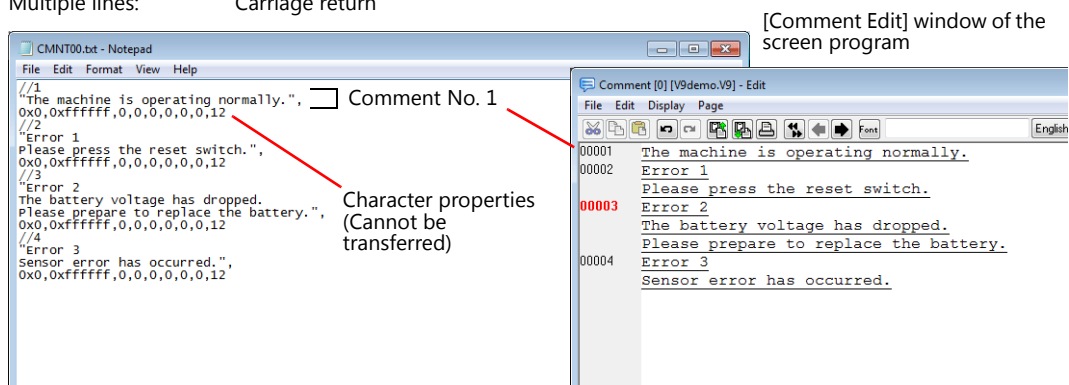 Multiple lines: Carriage return
[Comment Edit] window of the
screen program
CMNT00.txt - Notepad
File Edit Format View Help
//1
"The machine is operating normally.",
0x0,0xffffff,0,0,0,0,0,0,12
//2
"Error 1
Please press the reset switch.",
0x0,0xffffff,0,0,0,0,0,0,12
//3
"Error 2
The battery voltage has dropped.
Please prepare to replace the battery.",
0x0,0xffffff,0,0,0,0,0,0,12
//4
"Error 3
Sensor error has occurred.",
0x0,0xffffff,0,0,0,0,0,0,12
Comment No. 1
Character properties
(Cannot be
transferred)
Comment [0] [V9demo.V9] - Edit
File Edit Display Page
Font
English
00001 The machine is operating normally.
00002 Error 1
Please press the reset switch.
00003 Error 2
The battery voltage has dropped.
Please prepare to replace the battery.
00004 Error 3
Sensor error has occurred.